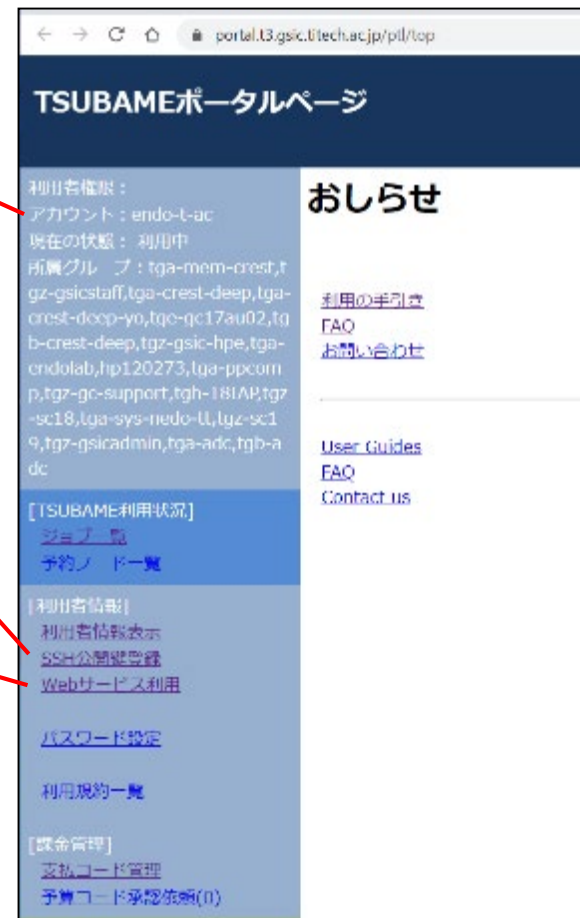 portal.t3.gsic.titech.ac.jp/ptl/top
TSUBAMEポータルページ
利用者権限：
アカウント：endo-t-ac
現在の状態： 利用中
所属グループ：tga-mem-crest,t
gz-gsicstaff,tga-crest-deep,tga-
crest-deep-yo,tge-gc17au02,tg
b-crest-deep,tgz-gsic-hpe,tga-
endolab,hp120273,tga-ppcom
p,tgz-gc-support,tgh-18IAP,tgz
-sc18,tga-sys-nedo-tl,tgz-sc1
9,tgz-gsicadmin,tga-adc,tgb-a
dc
[TSUBAME利用状況]
ジョブ一覧
予約ノード一覧
[利用者情報]
利用者情報表示
SSH公開鍵登録
Webサービス利用
パスワード設定
利用規約一覧
[課金管理]
支払コード管理
予算コード承認依頼(0)
おしらせ
利用の手引き
FAQ
お問い合わせ
User Guides
FAQ
Contact us